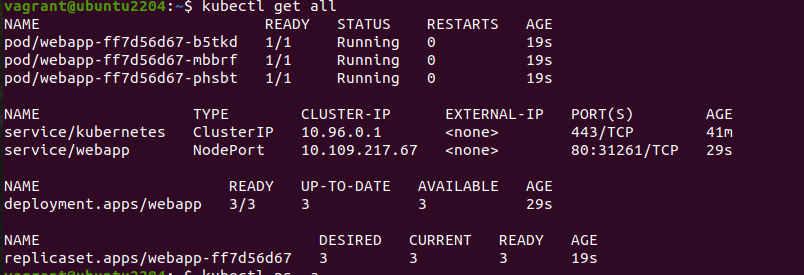 vagrant@ubuntu2204:~$ kubectl get all
NAME READY STATUS RESTARTS AGE
pod/webapp-ff7d56d67-b5tkd 1/1 Running 0 19s
pod/webapp-ff7d56d67-mbbrf 1/1 Running 0 19s
pod/webapp-ff7d56d67-phsbt 1/1 Running 0 19s
NAME TYPE CLUSTER-IP EXTERNAL-IP PORT(S) AGE
service/kubernetes ClusterIP 10.96.0.1 <none> 443/TCP 41m
service/webapp NodePort 10.109.217.67 <none> 80:31261/TCP 29s
NAME READY UP-TO-DATE AVAILABLE AGE
deployment.apps/webapp 3/3 3 3 29s
NAME DESIRED CURRENT READY AGE
replicaset.apps/webapp-ff7d56d67 3 3 3 19s
vagrant@ubuntu2204:~$ kubectl